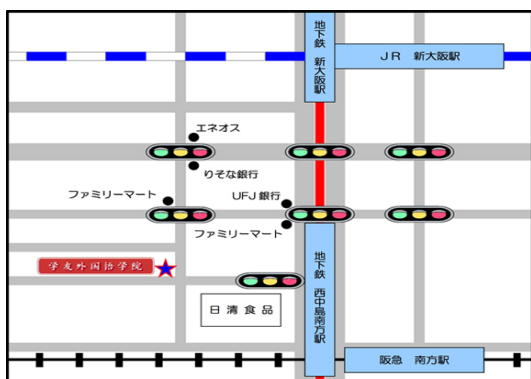 地下鉄 新大阪駅
JR 新大阪駅
エネオス
りそな銀行
ファミリーマート
UFJ 銀行
ファミリーマート
学友外国語学院
地下鉄 西中島南方駅
日清食品
阪急 南方駅